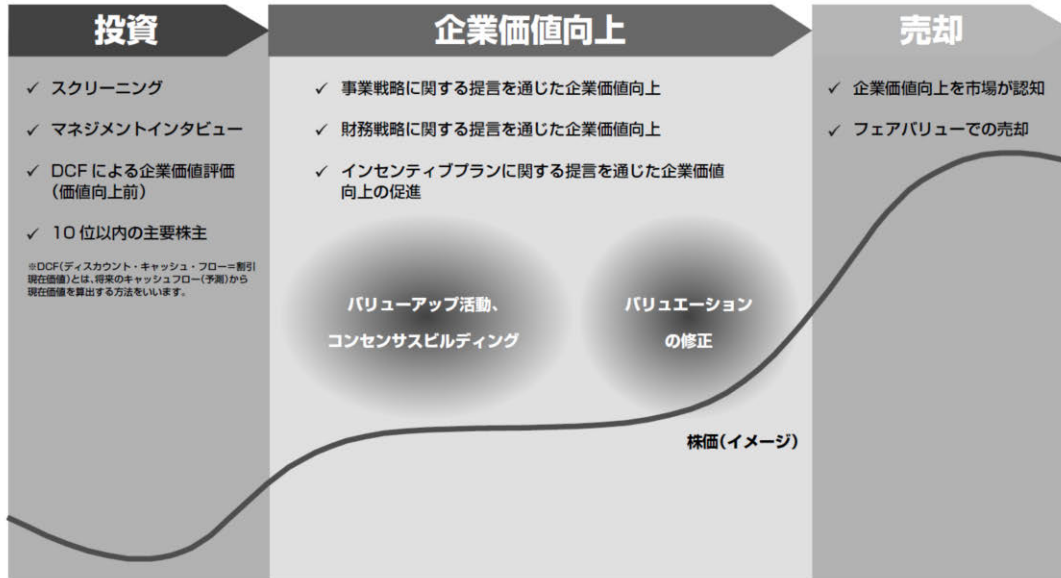 投資
✓ スクリーニング
✓ マネジメントインタビュー
✓ DCFによる企業価値評価
(価値向上前)
✓ 10位以内の主要株主
※DCF(ディスカウント・キャッシュ・フロー=割引
現在価値)とは、将来のキャッシュフロー(予測)から
現在価値を算出する方法をいいます。
企業価値向上
✓ 事業戦略に関する提言を通じた企業価値向上
✓ 財務戦略に関する提言を通じた企業価値向上
✓ インセンティブプランに関する提言を通じた企業価値
向上の促進
バリューアップ活動、
コンセンサスビルディング
バリュエーション
の修正
株価(イメージ)
売却
✓ 企業価値向上を市場が認知
✓ フェアバリューでの売却